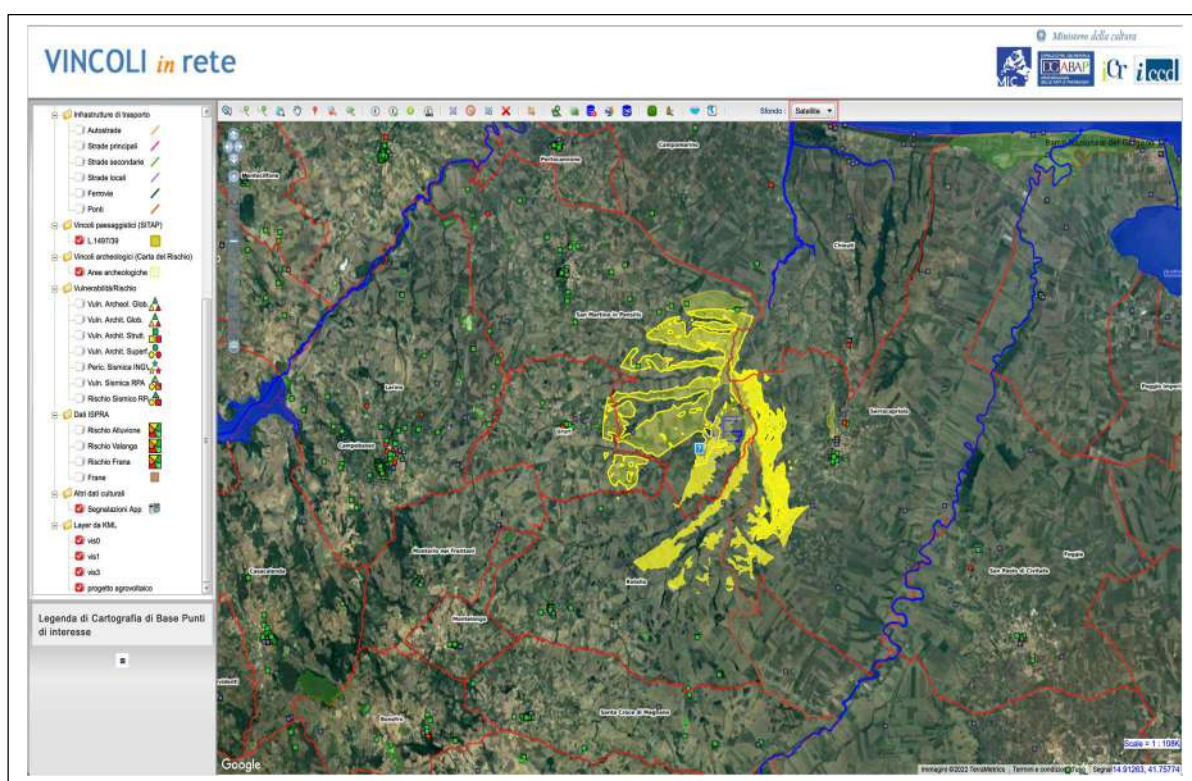 VINCOLI in rete
Ministero della cultura
MiC
DGABAP
iCr
iccd
Infrastrutture di trasporto
Autostrade
Strade principali
Strade secondarie
Strade locali
Ferrovie
Ponti
Vincoli paesaggistici (SITAP)
L.1497/39
Vincoli archeologici (Carta del Rischio)
Aree archeologiche
Vulnerabilità/Rischio
Vuln. Archeol. Glob.
Vuln. Archit. Glob.
Vuln. Archit. Strutt.
Vuln. Archit. Superf
Peric. Sismica INGV
Vuln. Sismica RPA
Rischio Sismico RP
Dati ISPRA
Rischio Alluvione
Rischio Valanga
Rischio Frana
Frane
Altri dati culturali
Segnalazioni App
Layer da KML
vis0
vis1
vis3
progetto agrovoltaico
Legenda di Cartografia di Base Punti
di interesse
Sfondo :
Satellite
Campomarino
Portocannone
Montecilfone
Chieuti
San Martino in Pensilis
Larino
Ururi
Serracapriola
Poggio Imperi
Campobasso
Montorio nei Frentani
Casacalenda
Rotello
Foggia
San Paolo di Civitate
Montelongo
Bonefro
Santa Croce di Magliano
Google
Scale = 1 : 108K
Immagini ©2022 TerraMetrics
Termini e condizioni d'uso
Segnal
14.91263, 41.75774